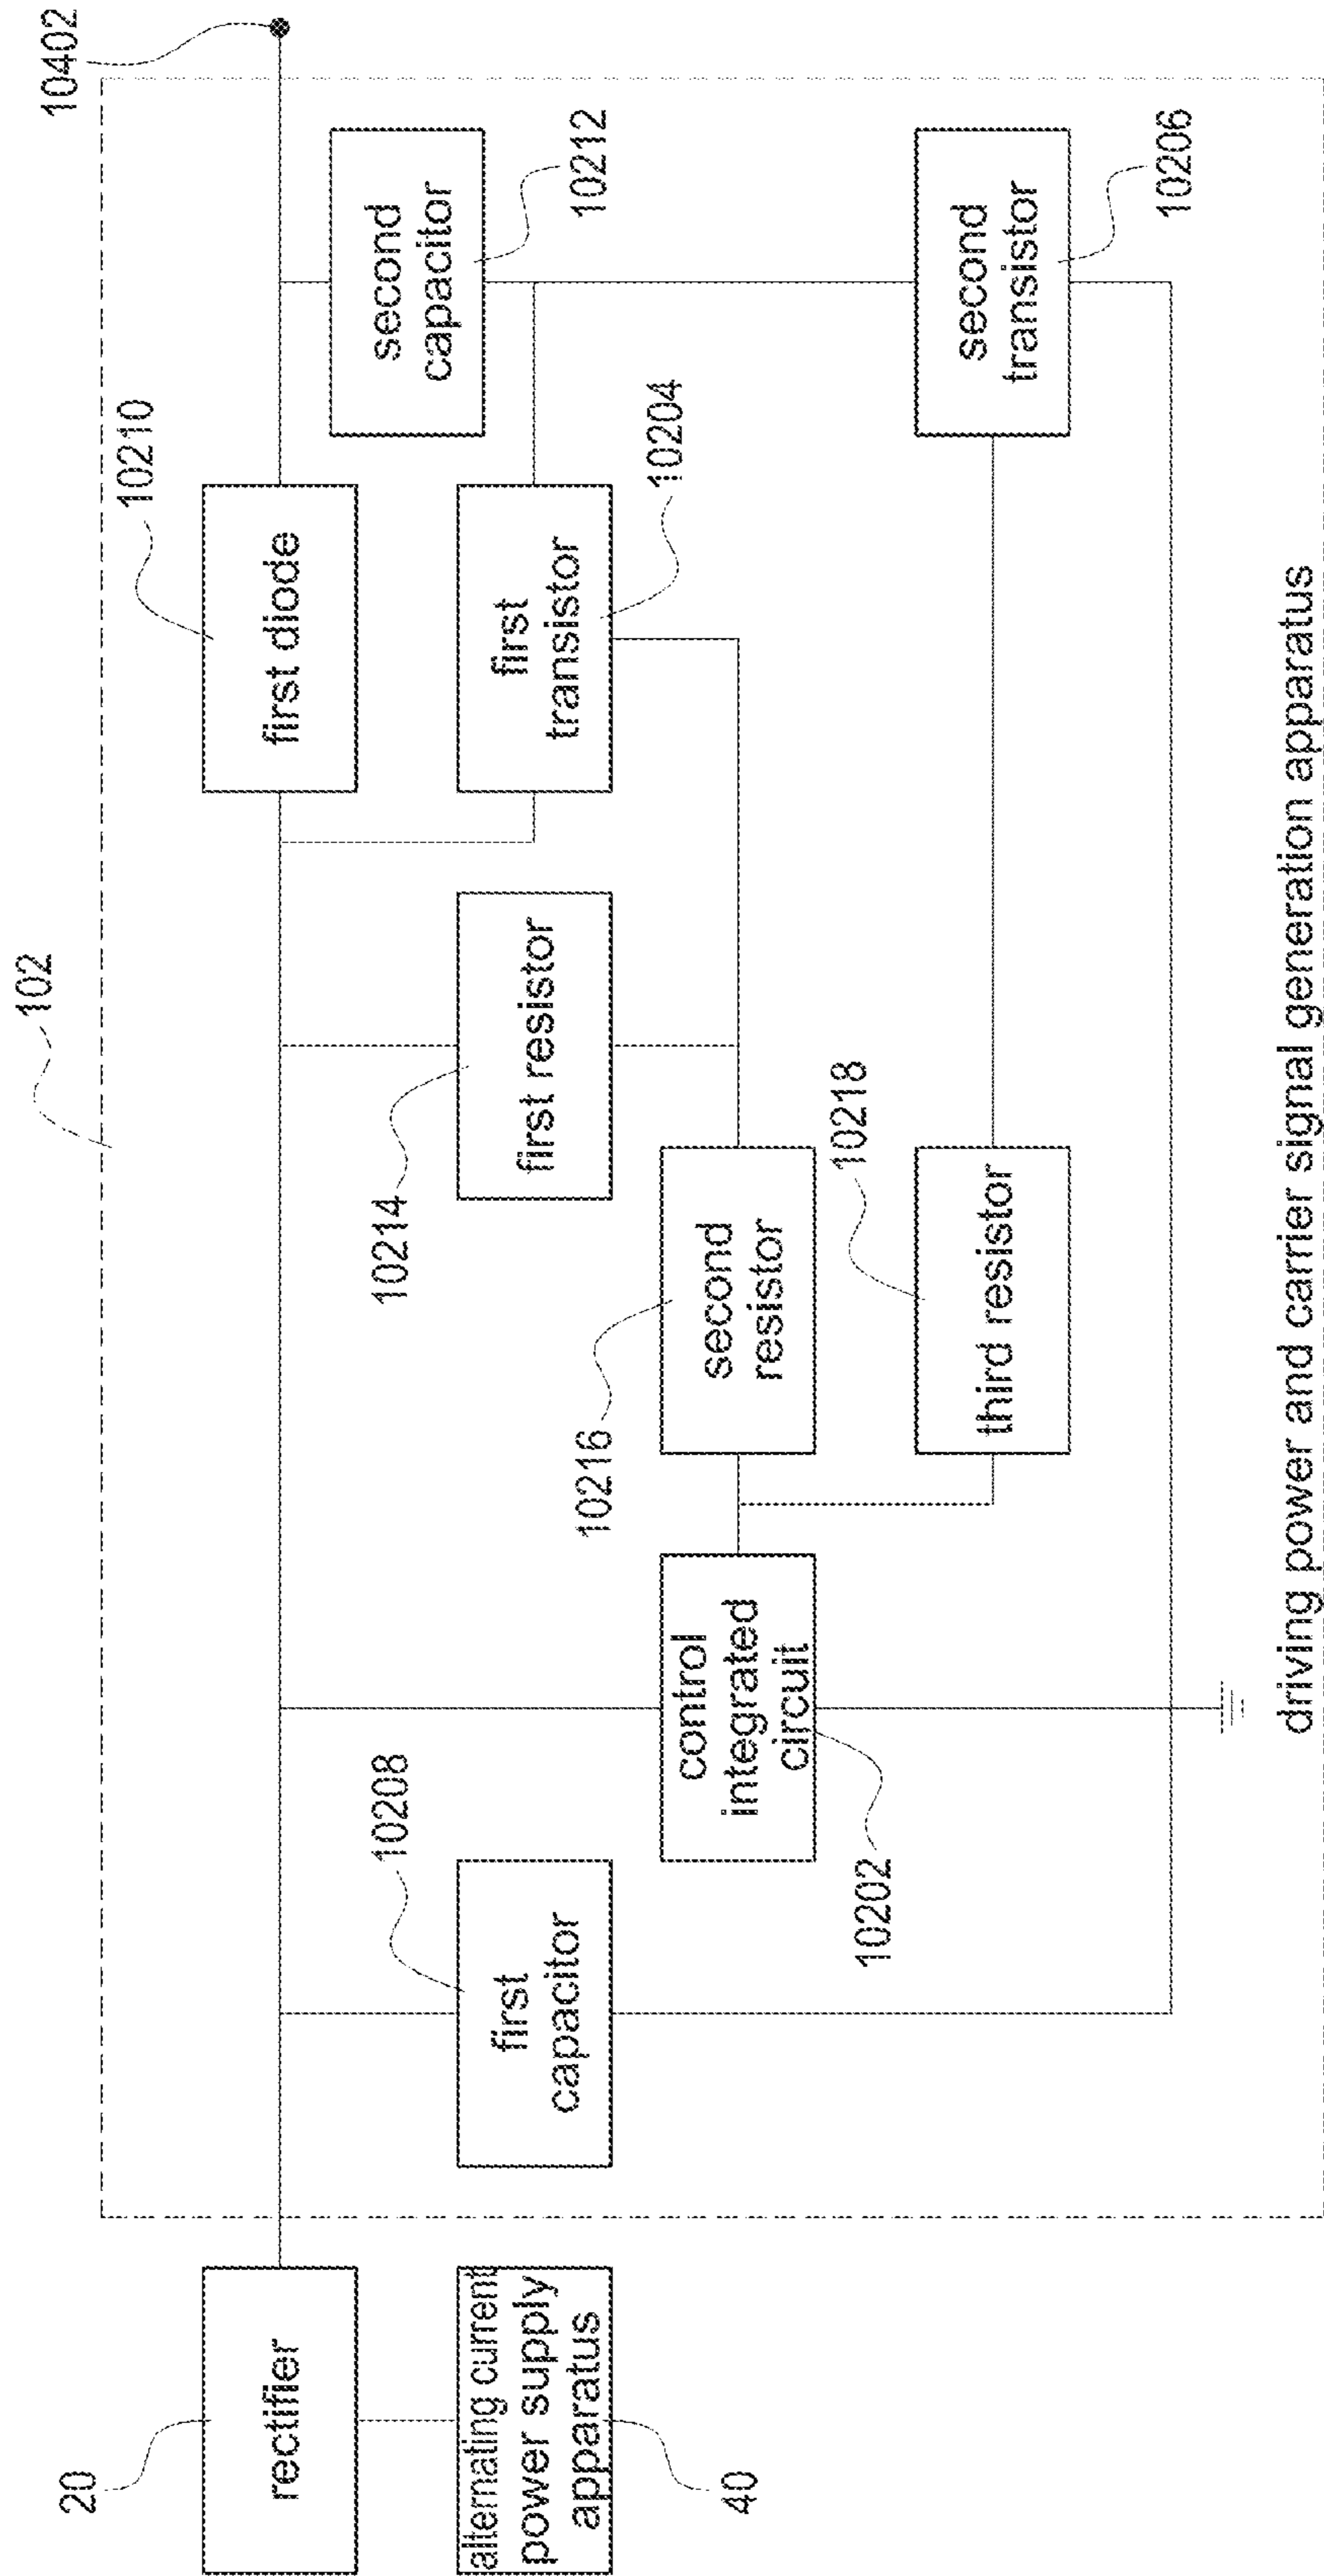 102
10402
10210
first diode
second
capacitor
10212
first
transistor
10204
first resistor
10214
second
resistor
10216
10218
third resistor
second
transistor
10206
10208
first
capacitor
control
integrated
circuit
10202
20
rectifier
alternating current
power supply
apparatus
40
driving power and carrier signal generation apparatus